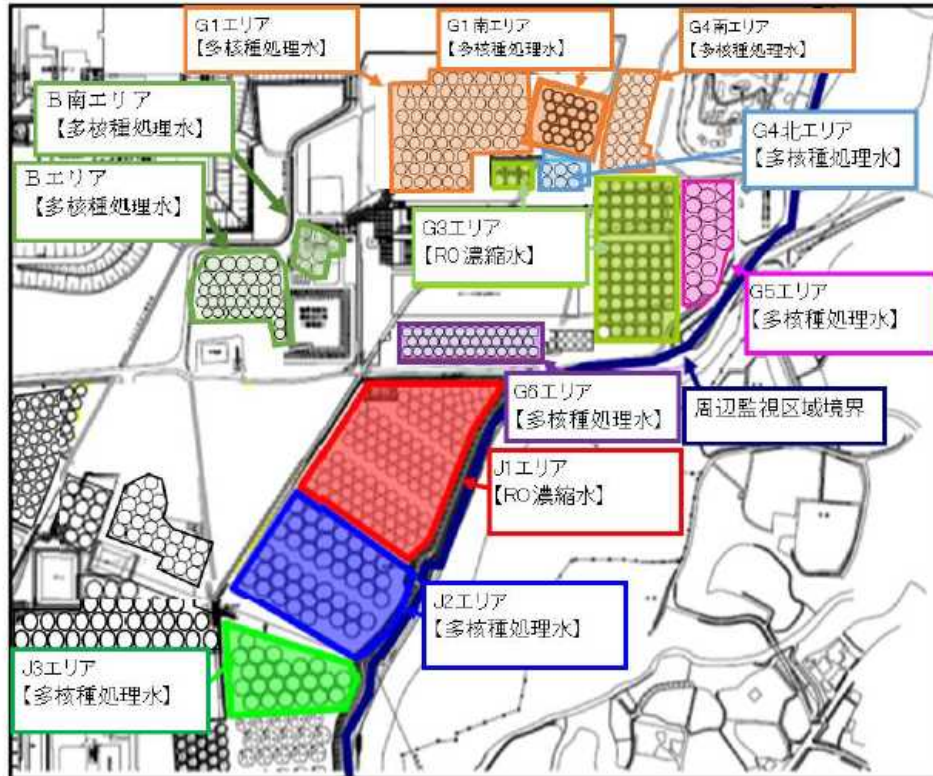 G1エリア
【多核種処理水】
G1南エリア
【多核種処理水】
G4南エリア
【多核種処理水】
B南エリア
【多核種処理水】
G4北エリア
【多核種処理水】
Bエリア
【多核種処理水】
G3エリア
【RO濃縮水】
G5エリア
【多核種処理水】
G6エリア
【多核種処理水】
周辺監視区域境界
J1エリア
【RO濃縮水】
J2エリア
【多核種処理水】
J3エリア
【多核種処理水】